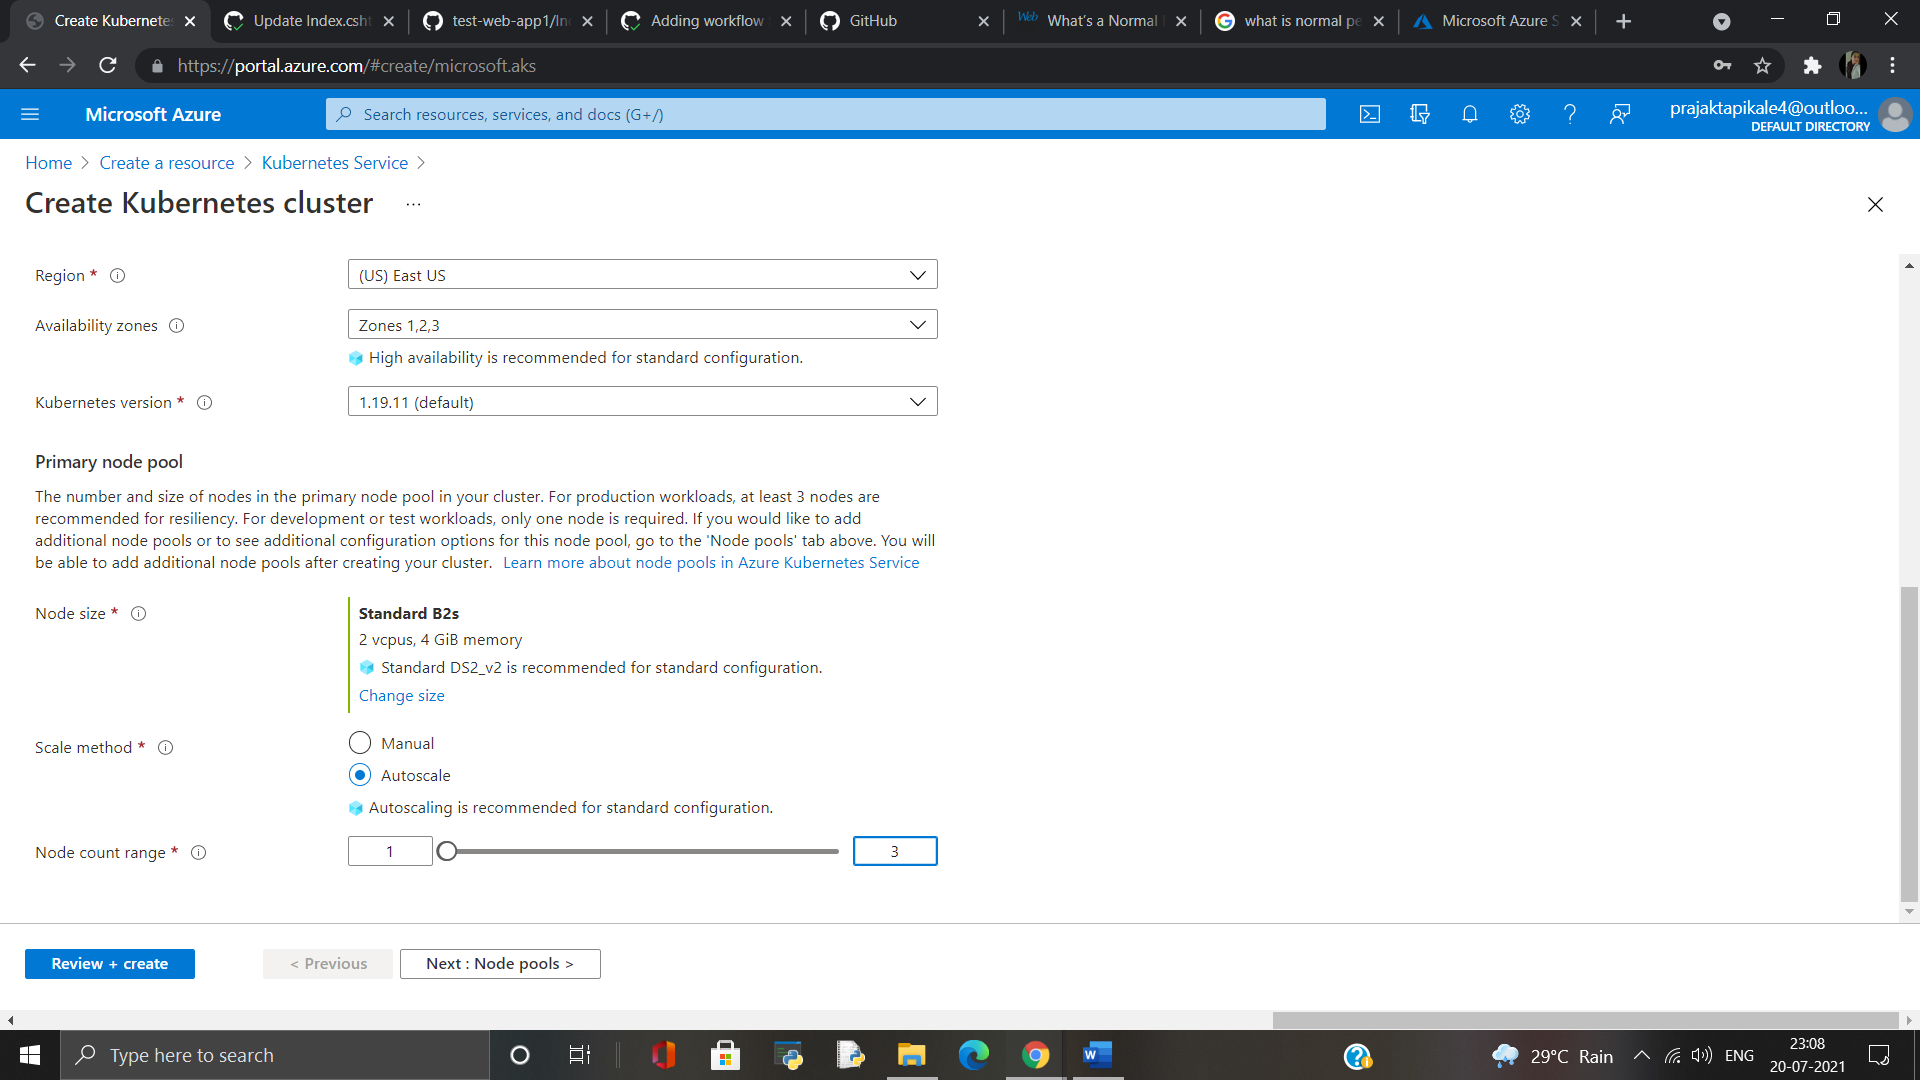 Create Kubernetes
Update Index.csht
test-web-app1/In
Adding workflow
GitHub
What's a Normal
what is normal pe
Microsoft Azure S
https://portal.azure.com/#create/microsoft.aks
Microsoft Azure
Search resources, services, and docs (G+/)
prajaktapikale4@outloo...
DEFAULT DIRECTORY
Home > Create a resource > Kubernetes Service >
Create Kubernetes cluster ...
Region *
(US) East US
Availability zones
Zones 1,2,3
High availability is recommended for standard configuration.
Kubernetes version *
1.19.11 (default)
Primary node pool
The number and size of nodes in the primary node pool in your cluster. For production workloads, at least 3 nodes are
recommended for resiliency. For development or test workloads, only one node is required. If you would like to add
additional node pools or to see additional configuration options for this node pool, go to the 'Node pools' tab above. You will
be able to add additional node pools after creating your cluster. Learn more about node pools in Azure Kubernetes Service
Node size *
Standard B2s
2 vcpus, 4 GiB memory
Standard DS2_v2 is recommended for standard configuration.
Change size
Scale method *
Manual
Autoscale
Autoscaling is recommended for standard configuration.
Node count range *
1
3
Review + create
< Previous
Next : Node pools >
Type here to search
29°C Rain
ENG
23:08
20-07-2021